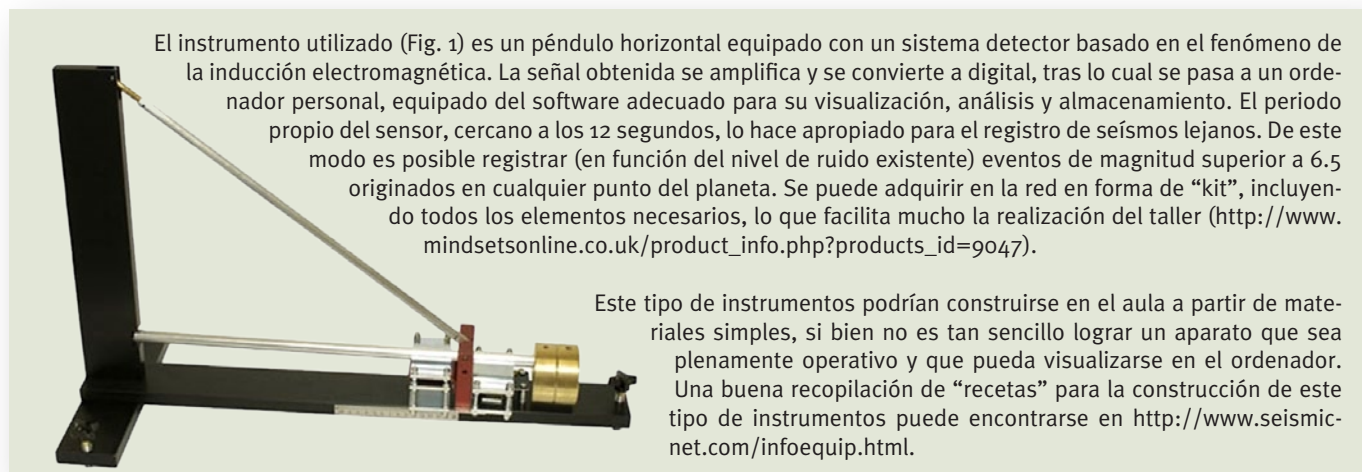 El instrumento utilizado (Fig. 1) es un péndulo horizontal equipado con un sistema detector basado en el fenómeno de
la inducción electromagnética. La señal obtenida se amplifica y se convierte a digital, tras lo cual se pasa a un orde-
nador personal, equipado del software adecuado para su visualización, análisis y almacenamiento. El periodo
propio del sensor, cercano a los 12 segundos, lo hace apropiado para el registro de seísmos lejanos. De este
modo es posible registrar (en función del nivel de ruido existente) eventos de magnitud superior a 6.5
originados en cualquier punto del planeta. Se puede adquirir en la red en forma de “kit”, incluyen-
do todos los elementos necesarios, lo que facilita mucho la realización del taller (http://www.
mindsetsonline.co.uk/product_info.php?products_id=9047).
Este tipo de instrumentos podrían construirse en el aula a partir de mate-
riales simples, si bien no es tan sencillo lograr un aparato que sea
plenamente operativo y que pueda visualizarse en el ordenador.
Una buena recopilación de “recetas” para la construcción de este
tipo de instrumentos puede encontrarse en http://www.seismic-
net.com/infoequip.html.